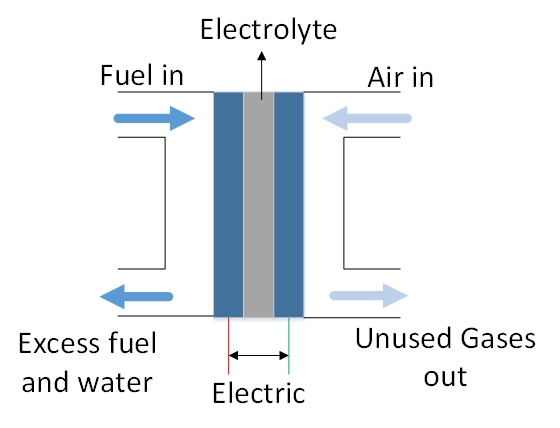 Electrolyte
Fuel in
Air in
Excess fuel
and water
Unused Gases
out
Electric